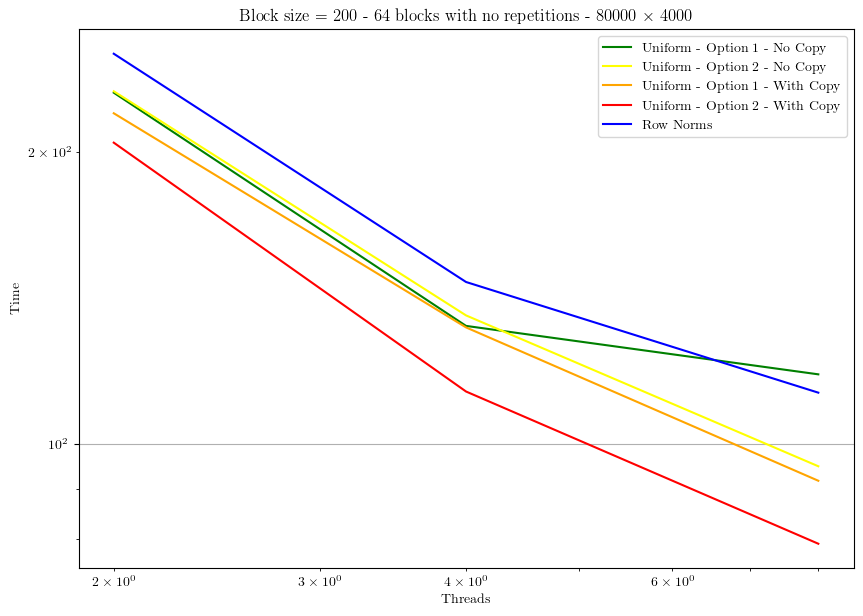 Block size = 200 - 64 blocks with no repetitions - 80000 × 4000
Uniform - Option 1 - No Copy
Uniform - Option 2 - No Copy
Uniform - Option 1 - With Copy
Uniform - Option 2 - With Copy
Row Norms
2 × 10²
10²
Time
2 × 10⁰
3 × 10⁰
4 × 10⁰
6 × 10⁰
Threads